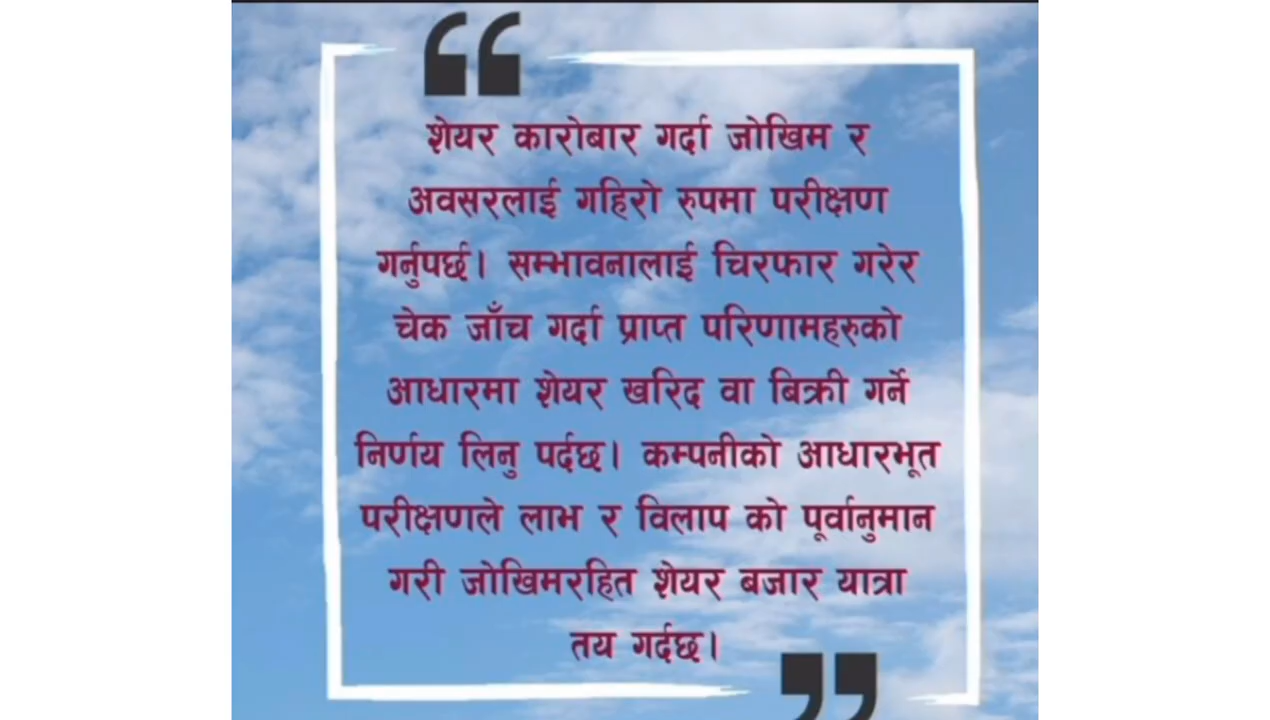 शेयर कारोबार गर्दा जोखिम र
अवसरलाई गहिरो रुपमा परीक्षण
गर्नुपर्छ। सम्भावनालाई चिरफार गरेर
चेक जाँच गर्दा प्राप्त परिणामहरुको
आधारमा शेयर खरिद वा बिक्री गर्ने
निर्णय लिनु पर्दछ। कम्पनीको आधारभूत
परीक्षणले लाभ र विलाप को पूर्वानुमान
गरी जोखिमरहित शेयर बजार यात्रा
तय गर्दछ।